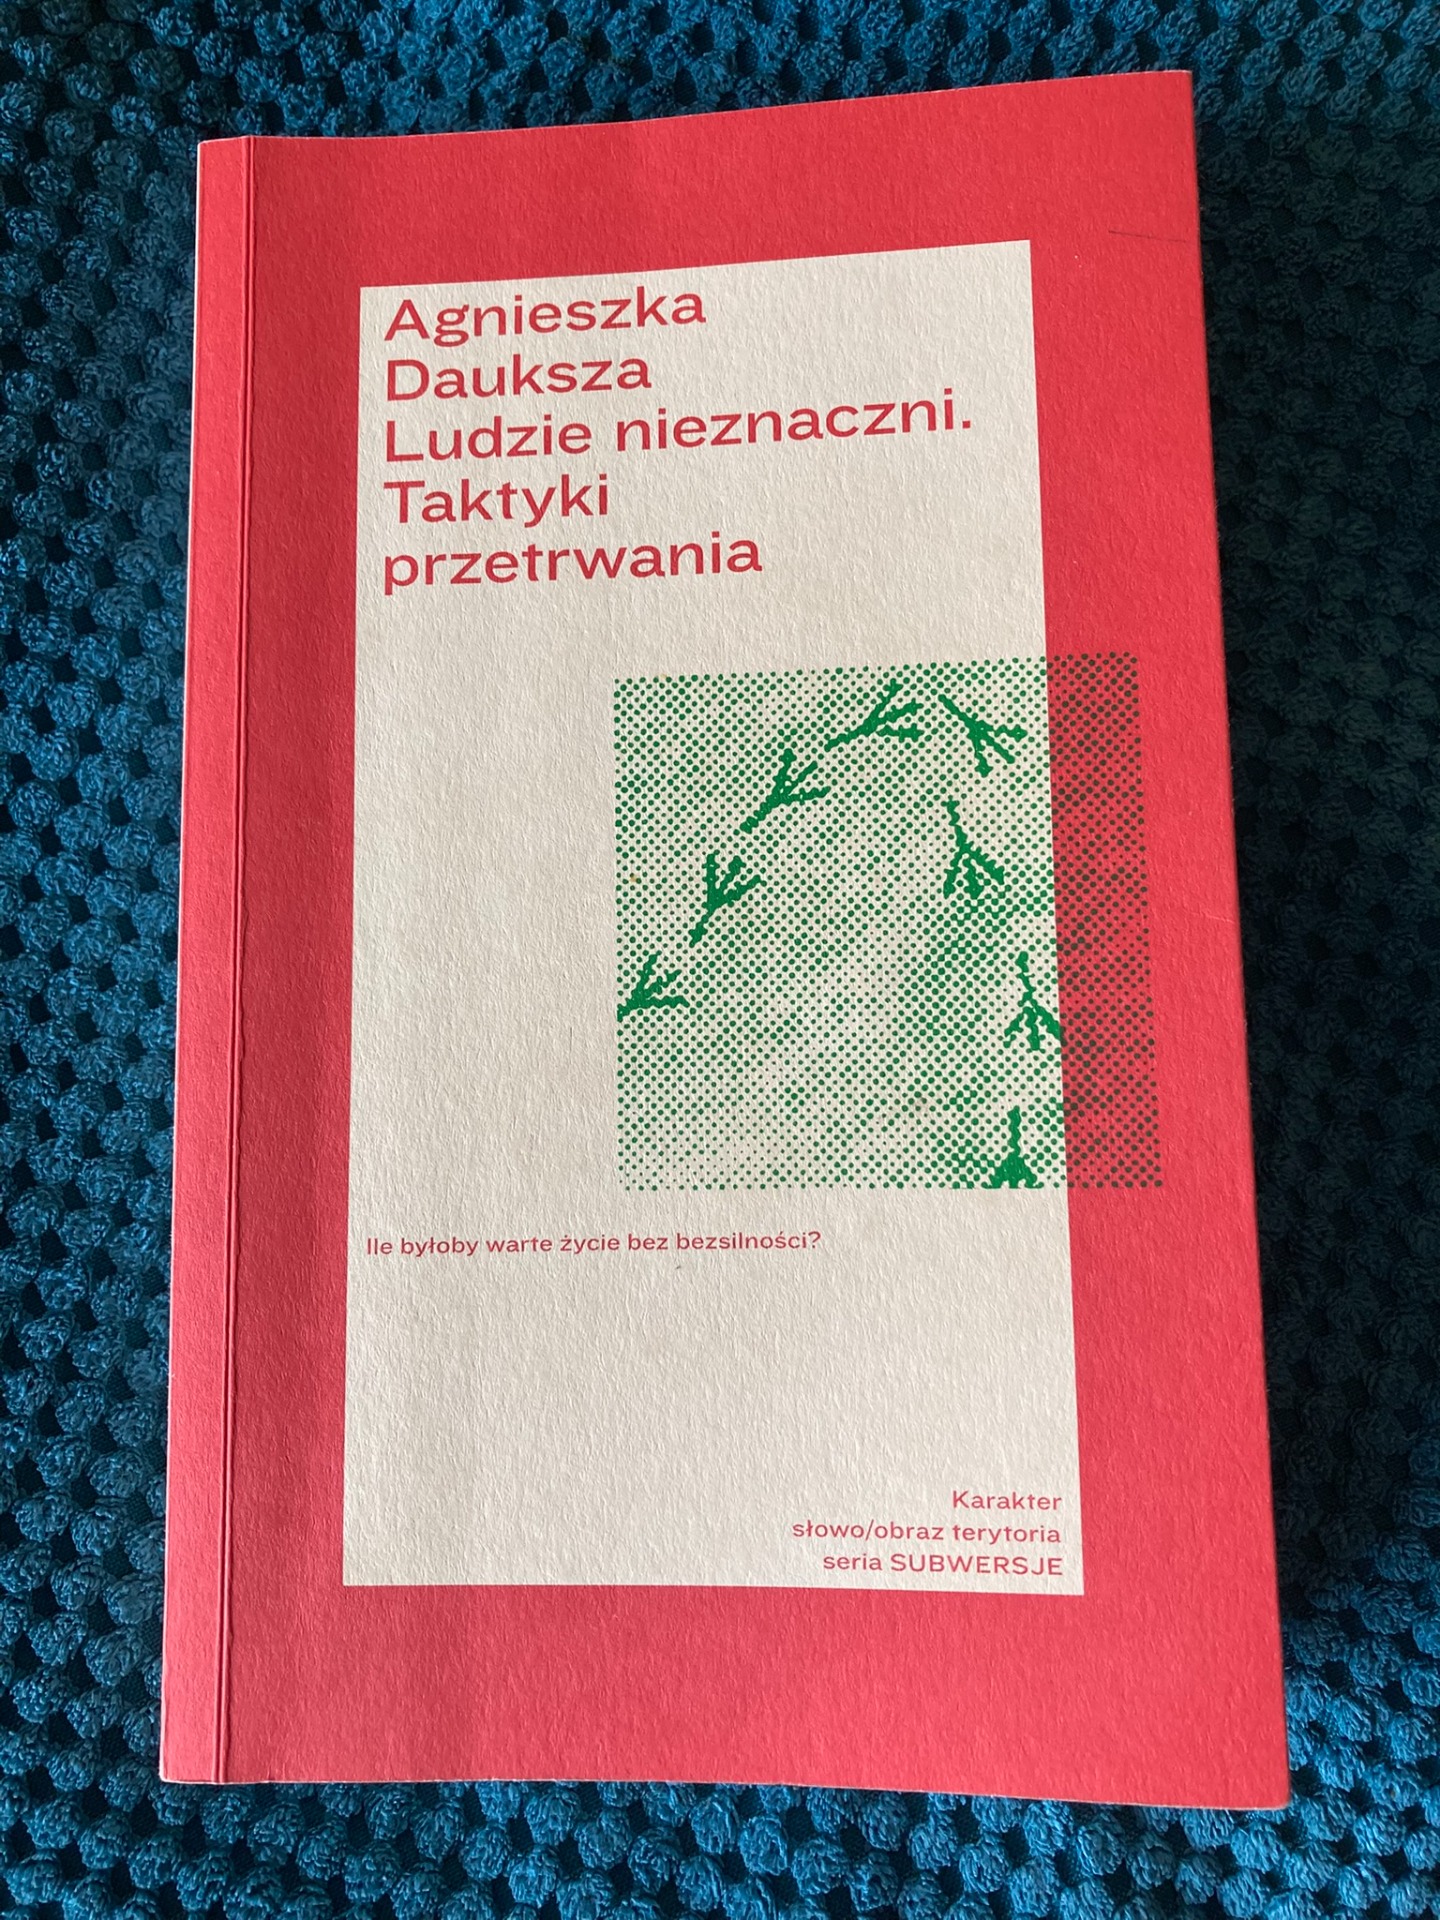 Agnieszka
Dauksza
Ludzie nieznaczni.
Taktyki
przetrwania
Ile byłoby warte życie bez bezsilności?
Karakter
słowo/obraz terytoria
seria SUBWERSJE